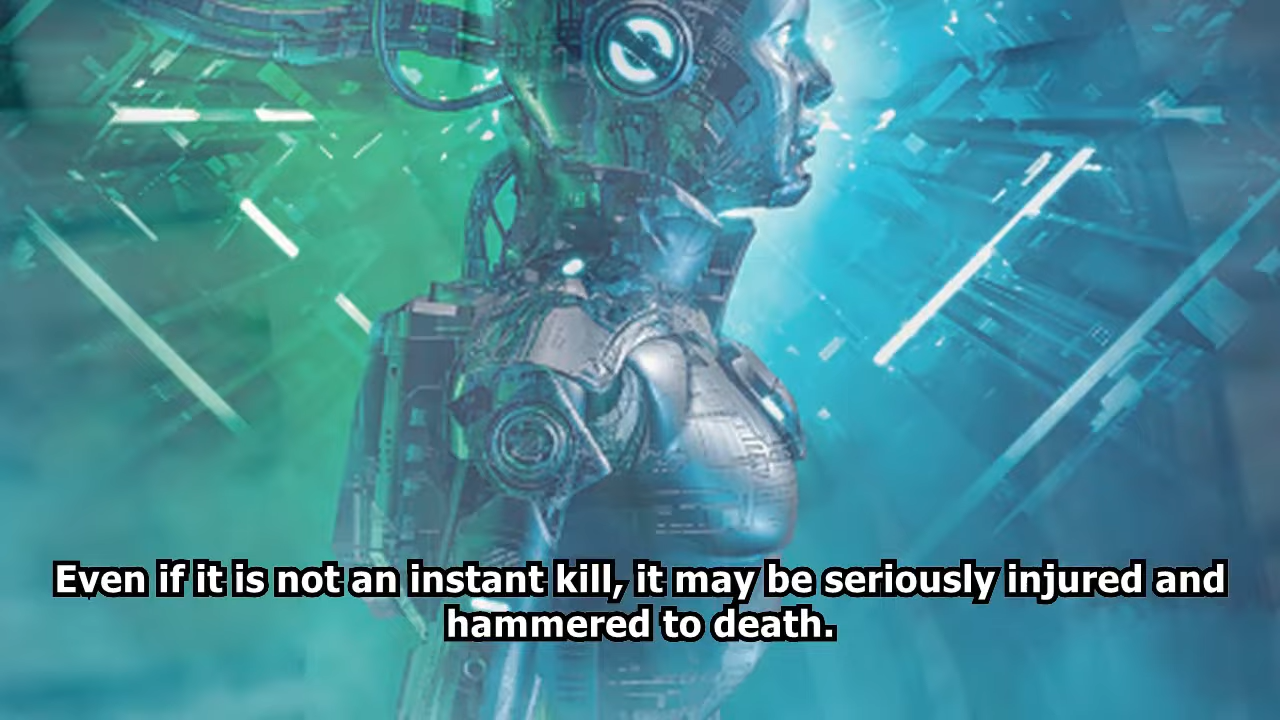 Even if it is not an instant kill, it may be seriously injured and
hammered to death.